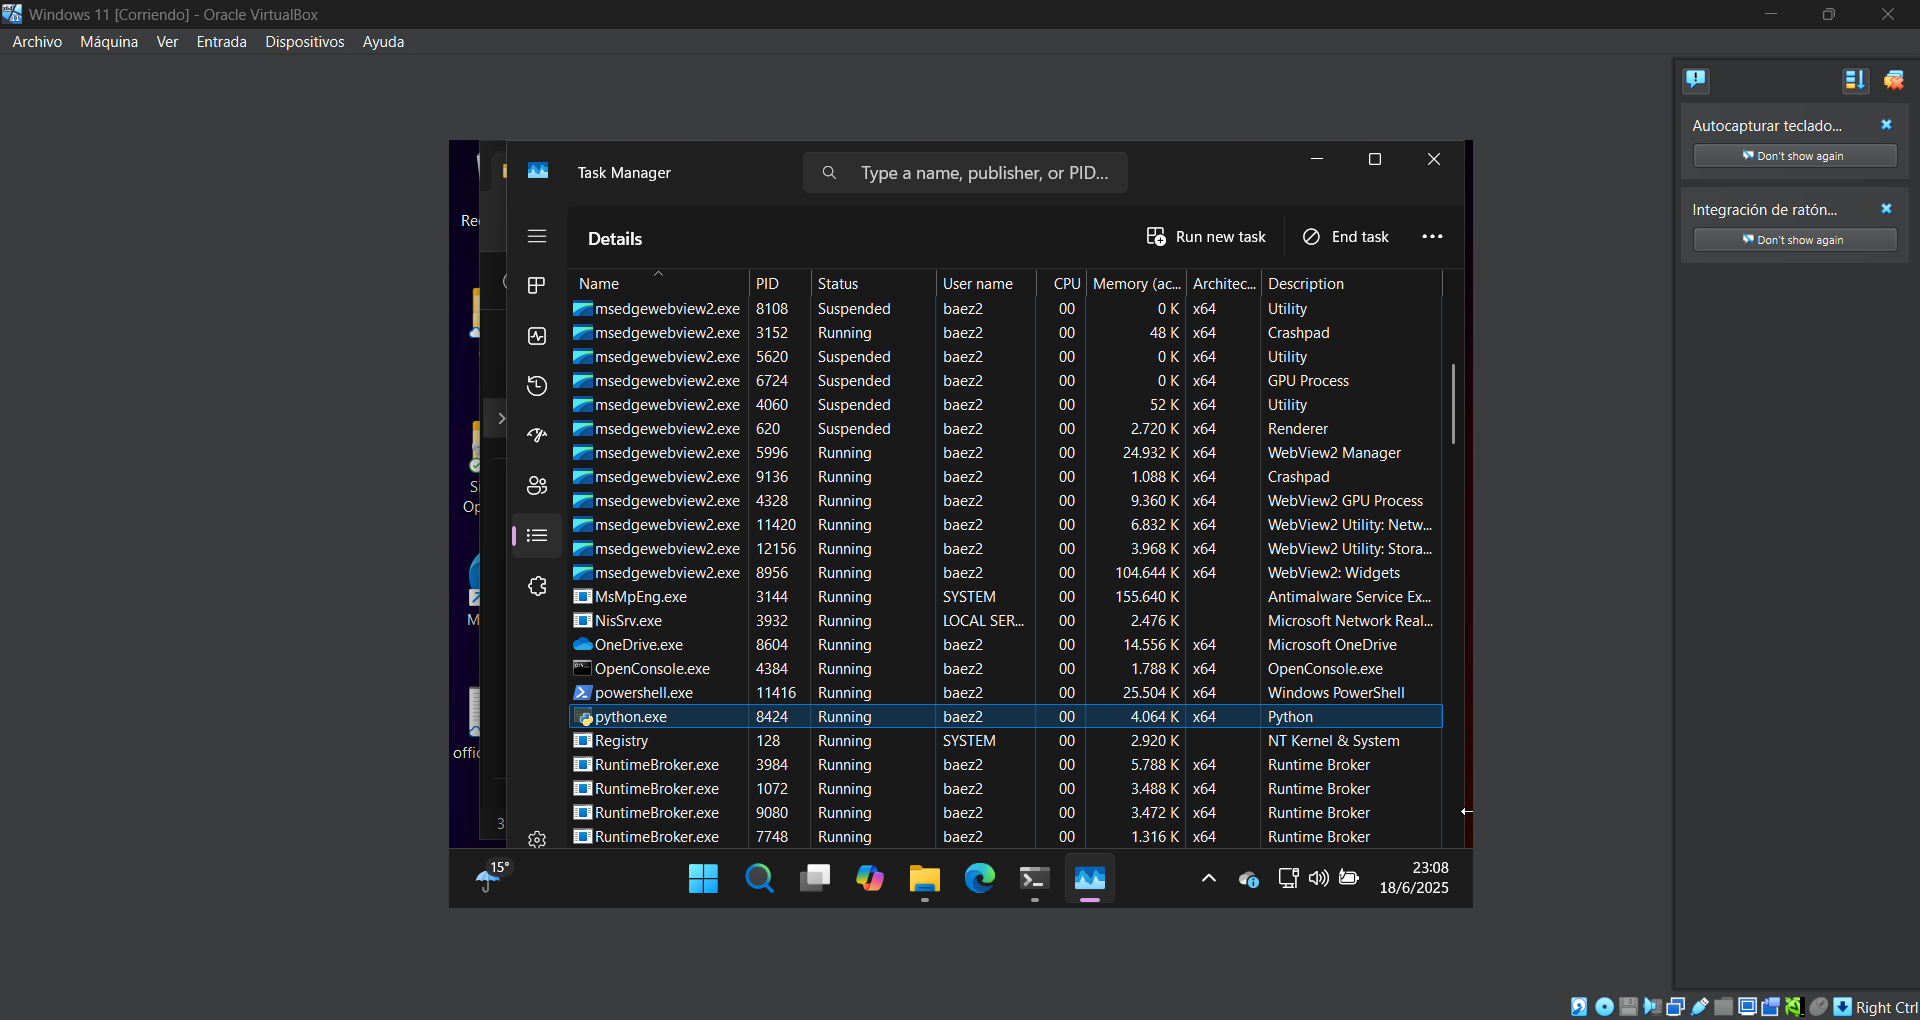 Windows 11 [Corriendo] - Oracle VirtualBox
Archivo Máquina Ver Entrada Dispositivos Ayuda
Autocapturar teclado...
Don't show again
Integración de ratón...
Don't show again
Task Manager
Type a name, publisher, or PID...
Details
Run new task
End task
Name PID Status User name CPU Memory (ac... Architec... Description
msedgewebview2.exe 8108 Suspended baez2 00 0 K x64 Utility
msedgewebview2.exe 3152 Running baez2 00 48 K x64 Crashpad
msedgewebview2.exe 5620 Suspended baez2 00 0 K x64 Utility
msedgewebview2.exe 6724 Suspended baez2 00 0 K x64 GPU Process
msedgewebview2.exe 4060 Suspended baez2 00 52 K x64 Utility
msedgewebview2.exe 620 Suspended baez2 00 2.720 K x64 Renderer
msedgewebview2.exe 5996 Running baez2 00 24.932 K x64 WebView2 Manager
msedgewebview2.exe 9136 Running baez2 00 1.088 K x64 Crashpad
msedgewebview2.exe 4328 Running baez2 00 9.360 K x64 WebView2 GPU Process
msedgewebview2.exe 11420 Running baez2 00 6.832 K x64 WebView2 Utility: Netw...
msedgewebview2.exe 12156 Running baez2 00 3.968 K x64 WebView2 Utility: Stora...
msedgewebview2.exe 8956 Running baez2 00 104.644 K x64 WebView2: Widgets
MsMpEng.exe 3144 Running SYSTEM 00 155.640 K Antimalware Service Ex...
NisSrv.exe 3932 Running LOCAL SER... 00 2.476 K Microsoft Network Real...
OneDrive.exe 8604 Running baez2 00 14.556 K x64 Microsoft OneDrive
OpenConsole.exe 4384 Running baez2 00 1.788 K x64 OpenConsole.exe
powershell.exe 11416 Running baez2 00 25.504 K x64 Windows PowerShell
python.exe 8424 Running baez2 00 4.064 K x64 Python
Registry 128 Running SYSTEM 00 2.920 K NT Kernel & System
RuntimeBroker.exe 3984 Running baez2 00 5.788 K x64 Runtime Broker
RuntimeBroker.exe 1072 Running baez2 00 3.488 K x64 Runtime Broker
RuntimeBroker.exe 9080 Running baez2 00 3.472 K x64 Runtime Broker
RuntimeBroker.exe 7748 Running baez2 00 1.316 K x64 Runtime Broker
15°
23:08
18/6/2025
Right Ctrl